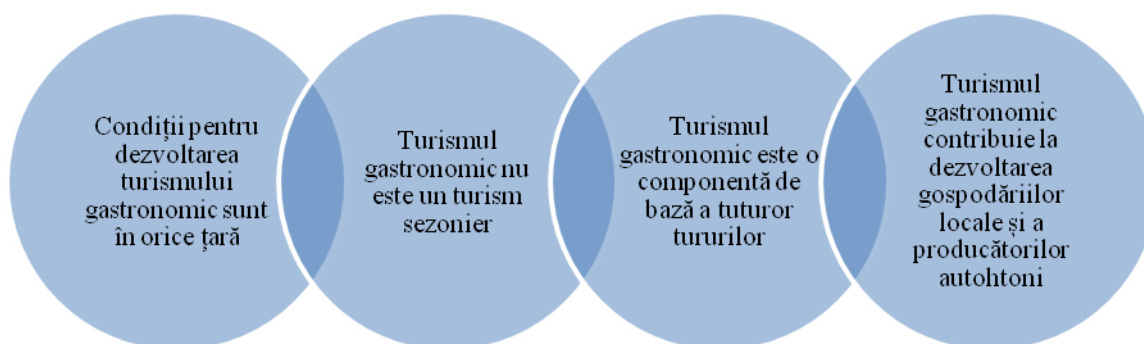 Condiții pentru
dezvoltarea
turismului
gastronomic sunt
în orice țară
Turismul
gastronomic nu
este un turism
sezonier
Turismul
gastronomic este o
componentă de
bază a tuturor
tururilor
Turismul
gastronomic
contribuie la
dezvoltarea
gospodăriilor
locale și a
producătorilor
autohtoni